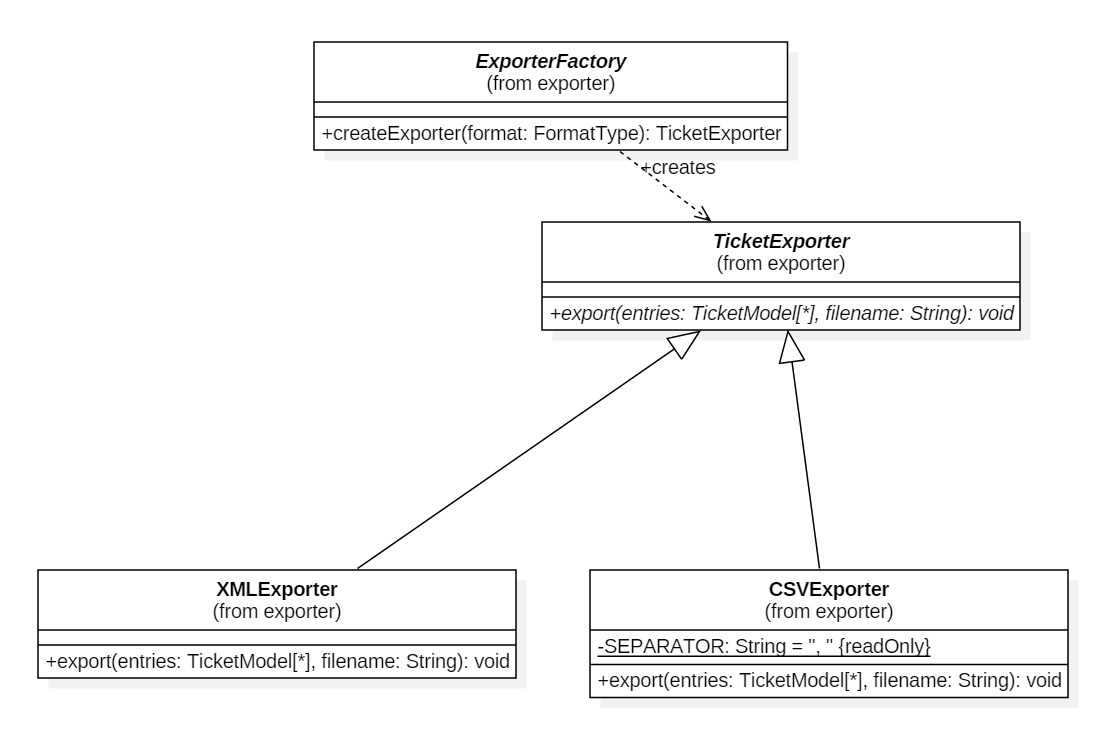 ExporterFactory
(from exporter)
+createExporter(format: FormatType): TicketExporter
+creates
TicketExporter
(from exporter)
+export(entries: TicketModel[*], filename: String): void
XMLExporter
(from exporter)
+export(entries: TicketModel[*], filename: String): void
CSVExporter
(from exporter)
-SEPARATOR: String = ", " {readOnly}
+export(entries: TicketModel[*], filename: String): void